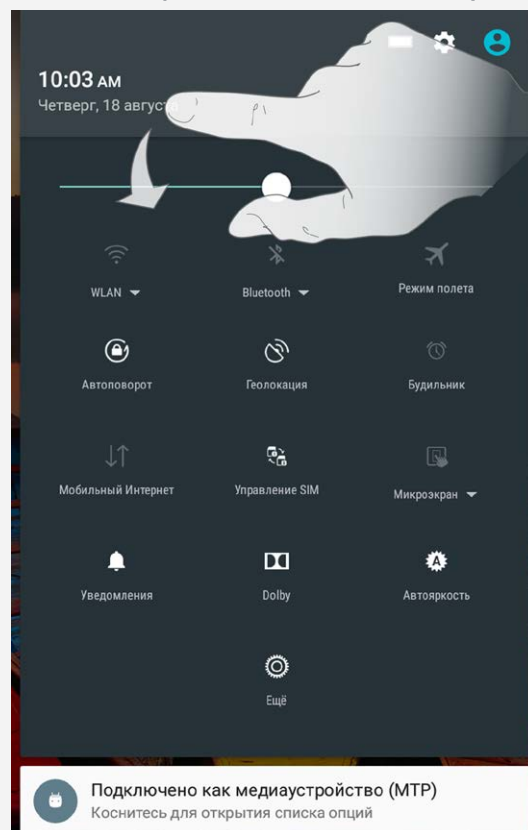 10:03 AM
Четверг, 18 августа
WLAN
Bluetooth
Режим полета
Автоповорот
Геолокация
Будильник
Мобильный Интернет
Управление SIM
Микроэкран
Уведомления
Dolby
Автояркость
Ещё
Подключено как медиаустройство (MTP)
Коснитесь для открытия списка опций